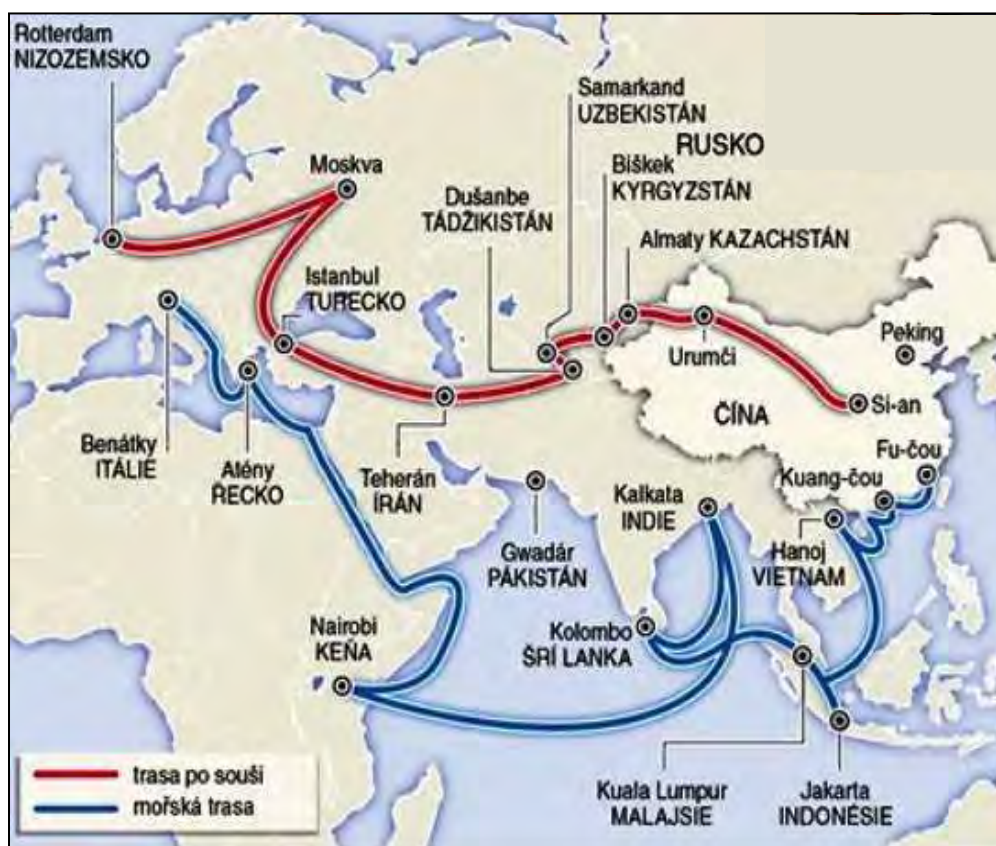 Rotterdam
NIZOZEMSKO
Samarkand
UZBEKISTÁN
RUSKO
Moskva
Biškek
KYRGYZSTÁN
Dušanbe
TÁDŽIKISTÁN
Almaty KAZACHSTÁN
Istanbul
TURECKO
Peking
Urumči
ČÍNA
Si-an
Benátky
ITÁLIE
Atény
ŘECKO
Teherán
ÍRÁN
Fu-čou
Kuang-čou
Kalkata
INDIE
Gwadár
PÁKISTÁN
Hanoj
VIETNAM
Nairobi
KEŇA
Kolombo
ŠRÍ LANKA
trasa po souši
mořská trasa
Kuala Lumpur
MALAJSIE
Jakarta
INDONÉSIE